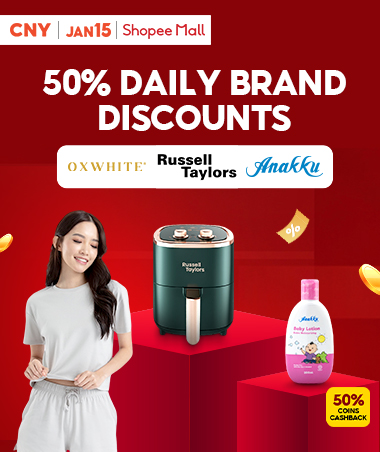 CNY | JAN15 | Shopee Mall
50% DAILY BRAND
DISCOUNTS
OXWHITE
Russell
Taylors
Anakku
%
Russell
Taylors
Anakku
Baby Lotion
50%
COINS
CASHBACK